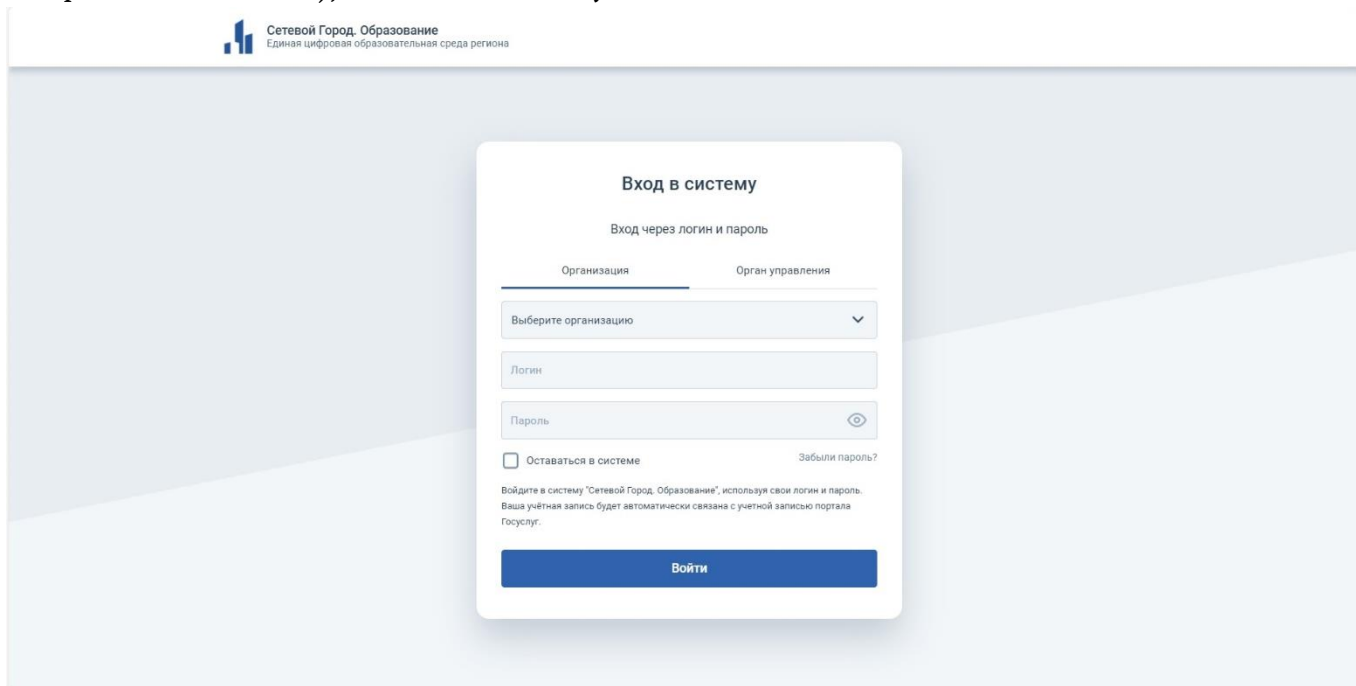 Сетевой Город. Образование
Единая цифровая образовательная среда региона
Вход в систему
Вход через логин и пароль
Организация
Орган управления
Выберите организацию
Логин
Пароль
Оставаться в системе
Забыли пароль?
Войдите в систему "Сетевой Город. Образование", используя свои логин и пароль.
Ваша учётная запись будет автоматически связана с учетной записью портала
Госуслуг.
Войти